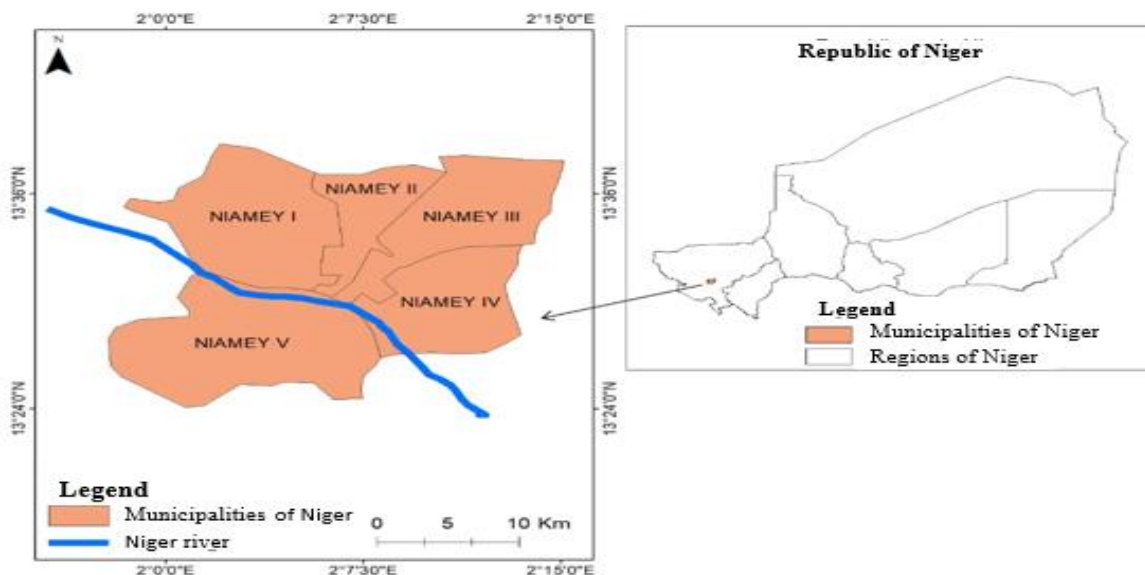 2°0'0"E 2°7'30"E 2°15'0"E
N
13°36'0"N
13°24'0"N
NIAMEY I
NIAMEY II
NIAMEY III
NIAMEY IV
NIAMEY V
13°36'0"N
13°24'0"N
Legend
Municipalities of Niger
Niger river
0 5 10 Km
2°0'0"E 2°7'30"E 2°15'0"E
Republic of Niger
Legend
Municipalities of Niger
Regions of Niger